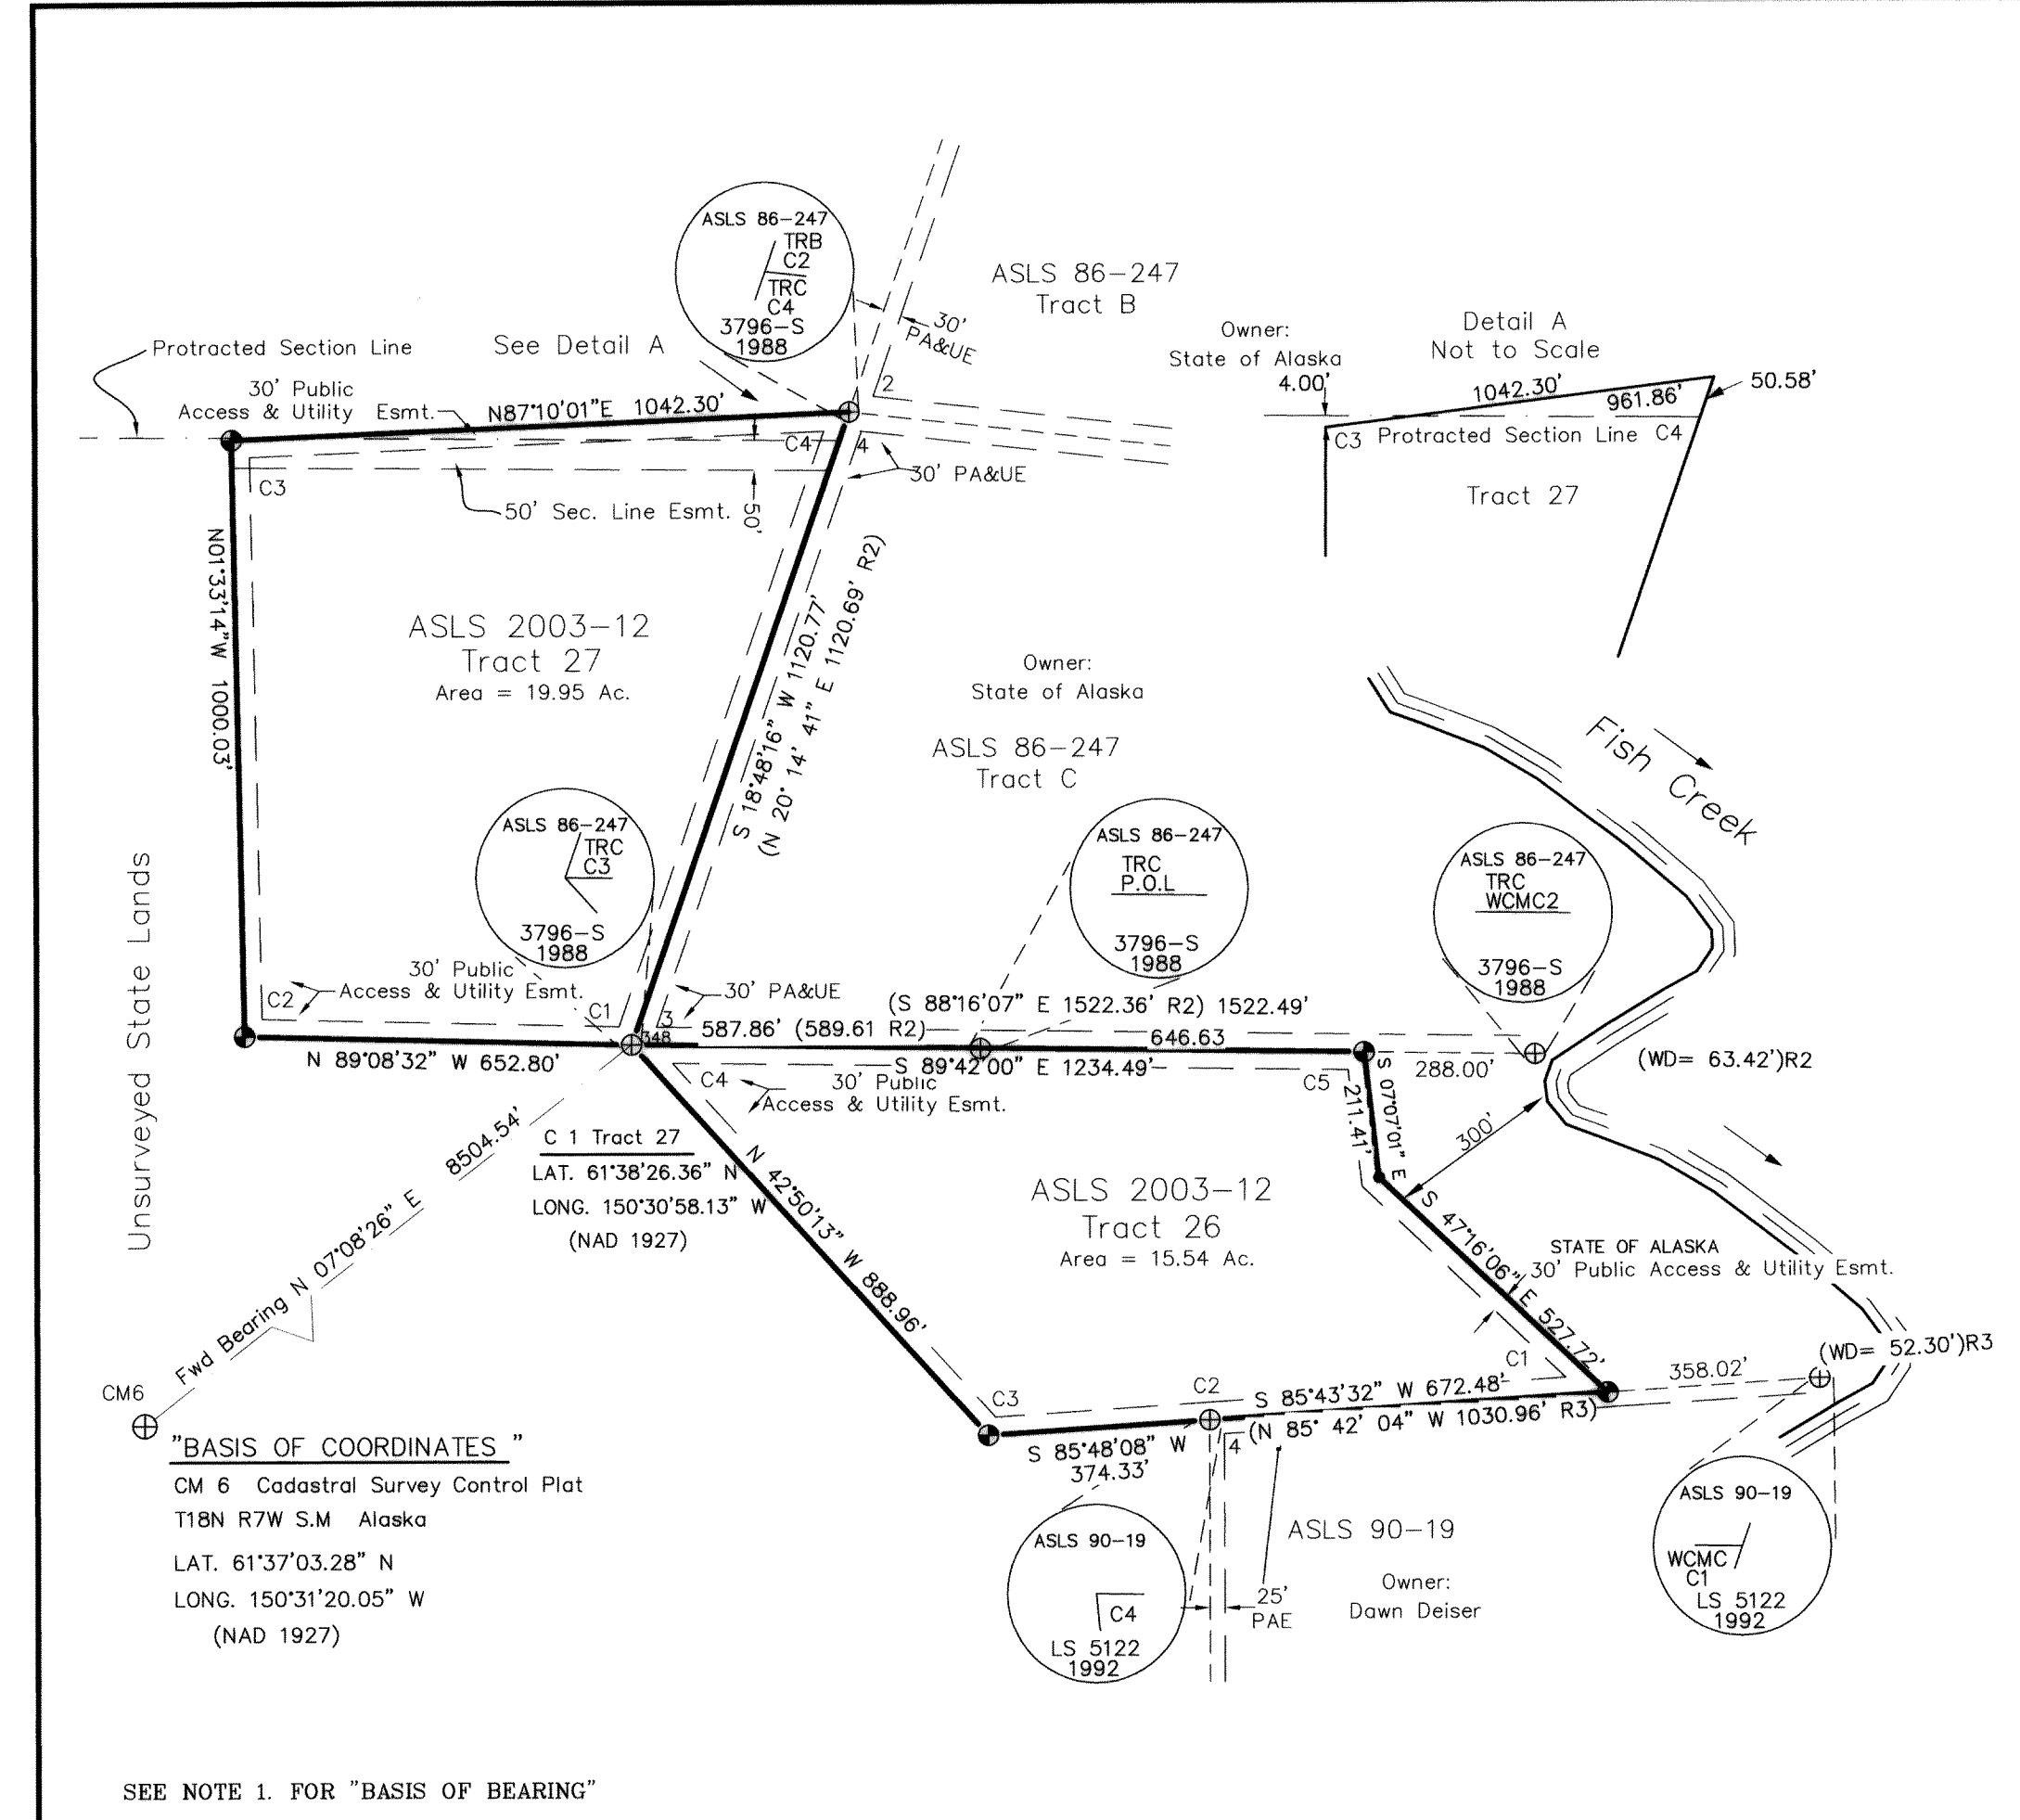 ASLS 86-247
TRB
C2
TRC
C4
3796-S
1988
30'
PA&UE
ASLS 86-247
Tract B
Owner:
State of Alaska
Detail A
Not to Scale
4.00'
1042.30'
961.86'
50.58'
C3 Protracted Section Line C4
Tract 27
Protracted Section Line
See Detail A
30' Public
Access & Utility Esmt.
N87°10'01"E 1042.30'
2
C4
4
30' PA&UE
C3
50' Sec. Line Esmt.
50'
N01°33'14"W 1000.03'
ASLS 2003-12
Tract 27
Area = 19.95 Ac.
S 18°48'16" W 1120.77'
(N 20° 14' 41" E 1120.69' R2)
Owner:
State of Alaska
ASLS 86-247
Tract C
Fish Creek
Unsurveyed State Lands
ASLS 86-247
TRC
C3
3796-S
1988
ASLS 86-247
TRC
P.O.L
3796-S
1988
ASLS 86-247
TRC
WCMC2
3796-S
1988
30' Public
Access & Utility Esmt.
C2
C1
3
348
30' PA&UE
(S 88°16'07" E 1522.36' R2) 1522.49'
587.86' (589.61 R2)
646.63
N 89°08'32" W 652.80'
S 89°42'00" E 1234.49'
288.00'
(WD= 63.42')R2
C4
30' Public
Access & Utility Esmt.
C5
S 07°07'01" E
211.41'
300'
8504.54'
C 1 Tract 27
LAT. 61°38'26.36" N
LONG. 150°30'58.13" W
(NAD 1927)
N 42°50'13" W 888.96'
ASLS 2003-12
Tract 26
Area = 15.54 Ac.
S 47°16'06" E 527.72'
STATE OF ALASKA
30' Public Access & Utility Esmt.
Fwd Bearing N 07°08'26" E
CM6
C1
C2
C3
S 85°43'32" W 672.48'
(N 85° 42' 04" W 1030.96' R3)
358.02'
(WD= 52.30')R3
S 85°48'08" W
374.33'
4
"BASIS OF COORDINATES "
CM 6 Cadastral Survey Control Plat
T18N R7W S.M Alaska
LAT. 61°37'03.28" N
LONG. 150°31'20.05" W
(NAD 1927)
ASLS 90-19
C4
LS 5122
1992
25'
PAE
ASLS 90-19
Owner:
Dawn Deiser
ASLS 90-19
WCMC
C1
LS 5122
1992
SEE NOTE 1. FOR "BASIS OF BEARING"